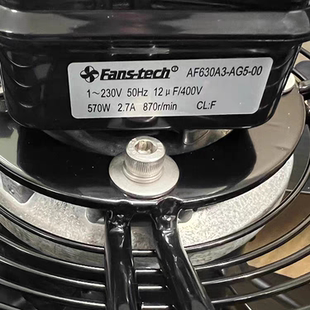 Fans-tech® AF630A3-AG5-00
1~230V 50Hz 12μF/400V
570W 2.7A 870r/min CL:F